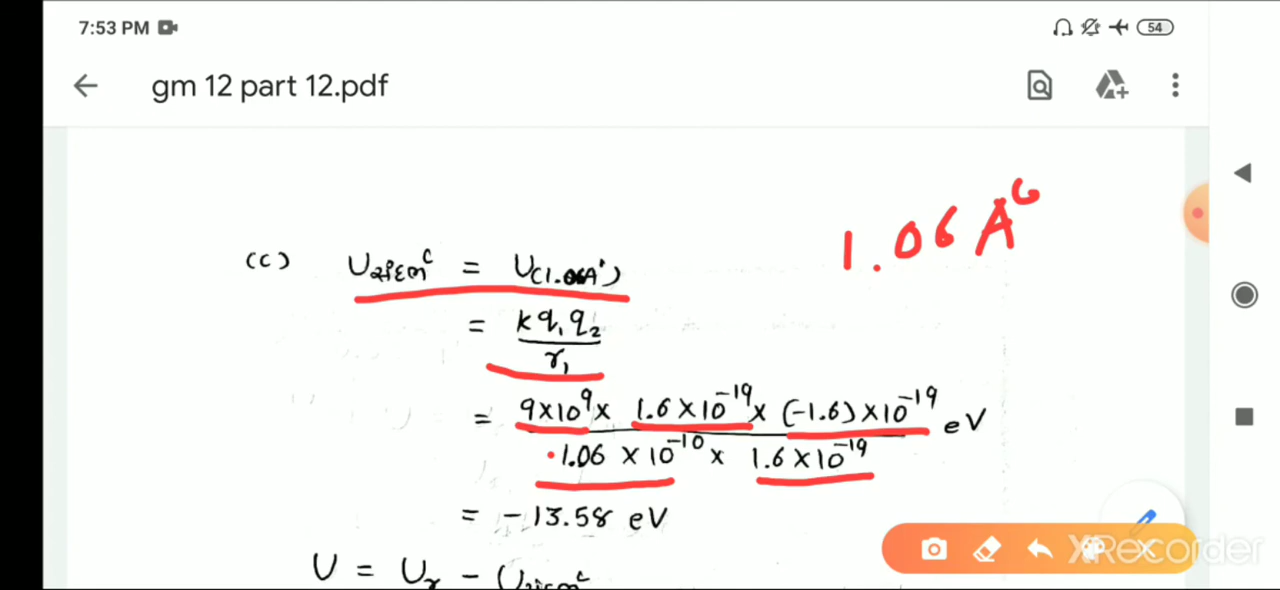 7:53 PM 54
gm 12 part 12.pdf
1.06 A⁰
(c) U = U(1.06A°)
= kq₁q₂
r₁
= 9×10⁹ × 1.6×10⁻¹⁹ × (-1.6)×10⁻¹⁹ eV
1.06 × 10⁻¹⁰ × 1.6×10⁻¹⁹
= -13.58 eV
XRecorder
U = Uᵣ - U